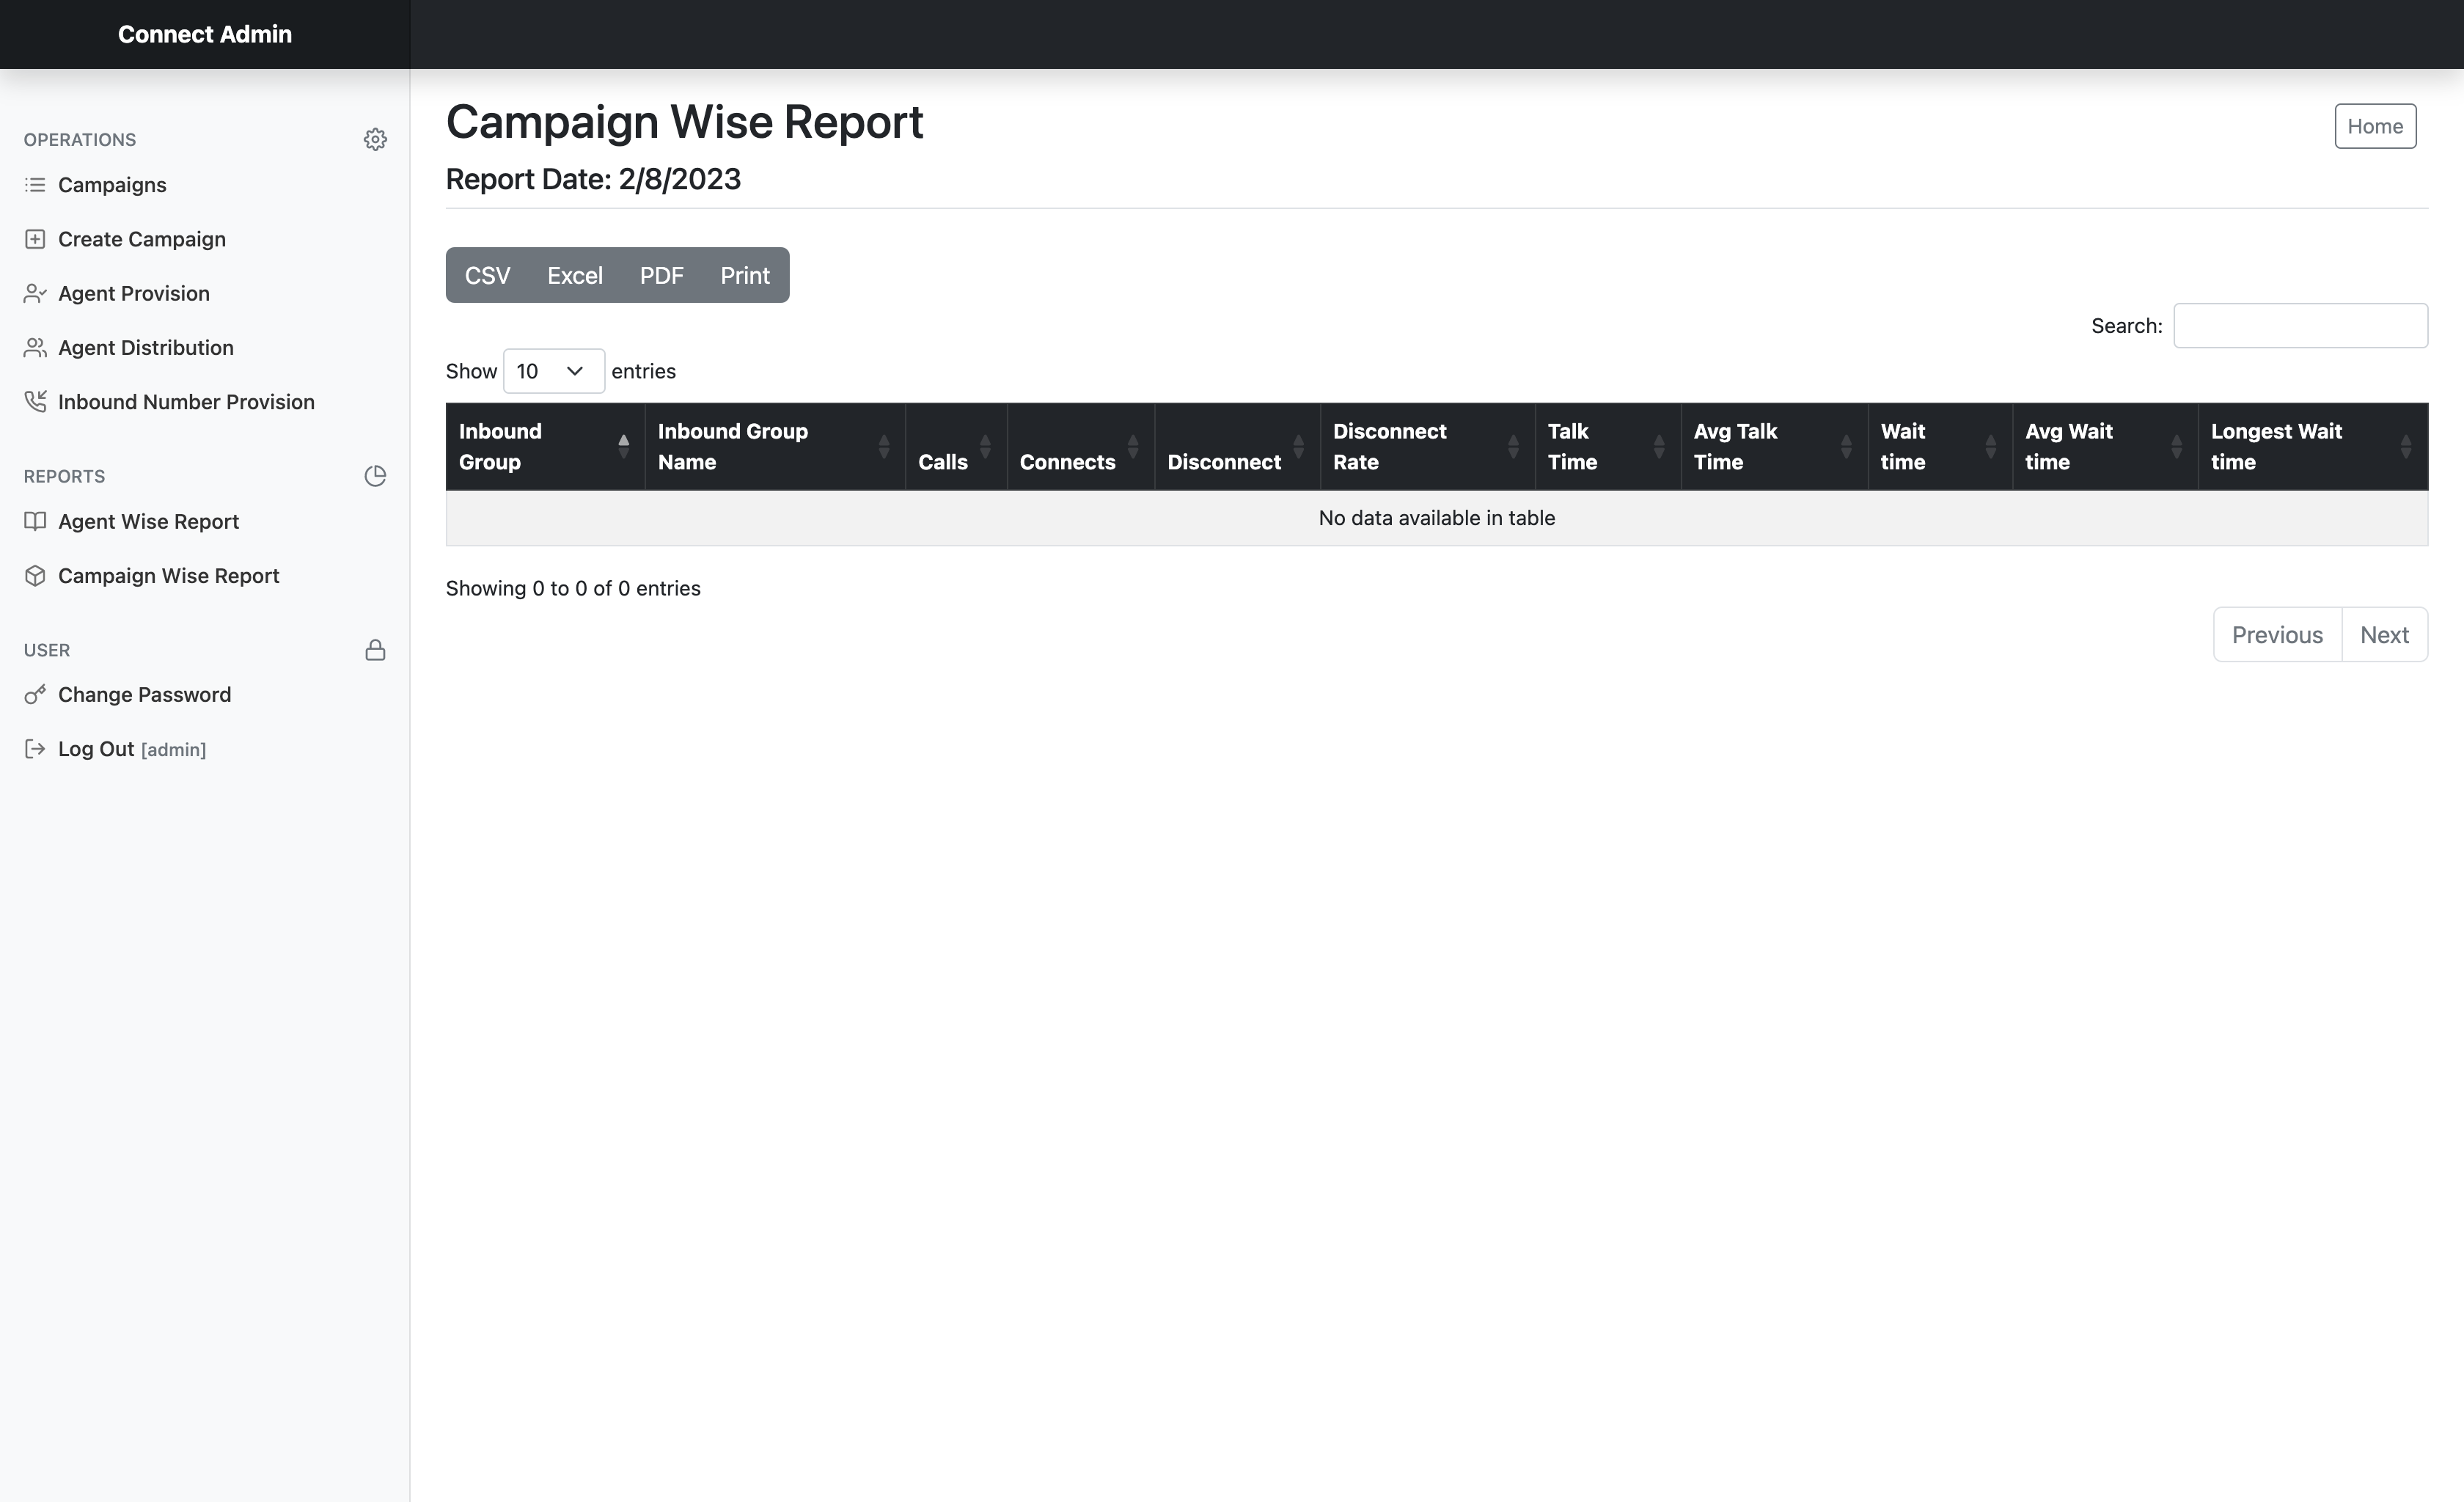 Connect Admin
OPERATIONS
Campaigns
Create Campaign
Agent Provision
Agent Distribution
Inbound Number Provision
REPORTS
Agent Wise Report
Campaign Wise Report
USER
Change Password
Log Out [admin]
Campaign Wise Report
Home
Report Date: 2/8/2023
CSV Excel PDF Print
Search:
Show 10 entries
Inbound Group
Inbound Group Name
Calls
Connects
Disconnect
Disconnect Rate
Talk Time
Avg Talk Time
Wait time
Avg Wait time
Longest Wait time
No data available in table
Showing 0 to 0 of 0 entries
Previous Next